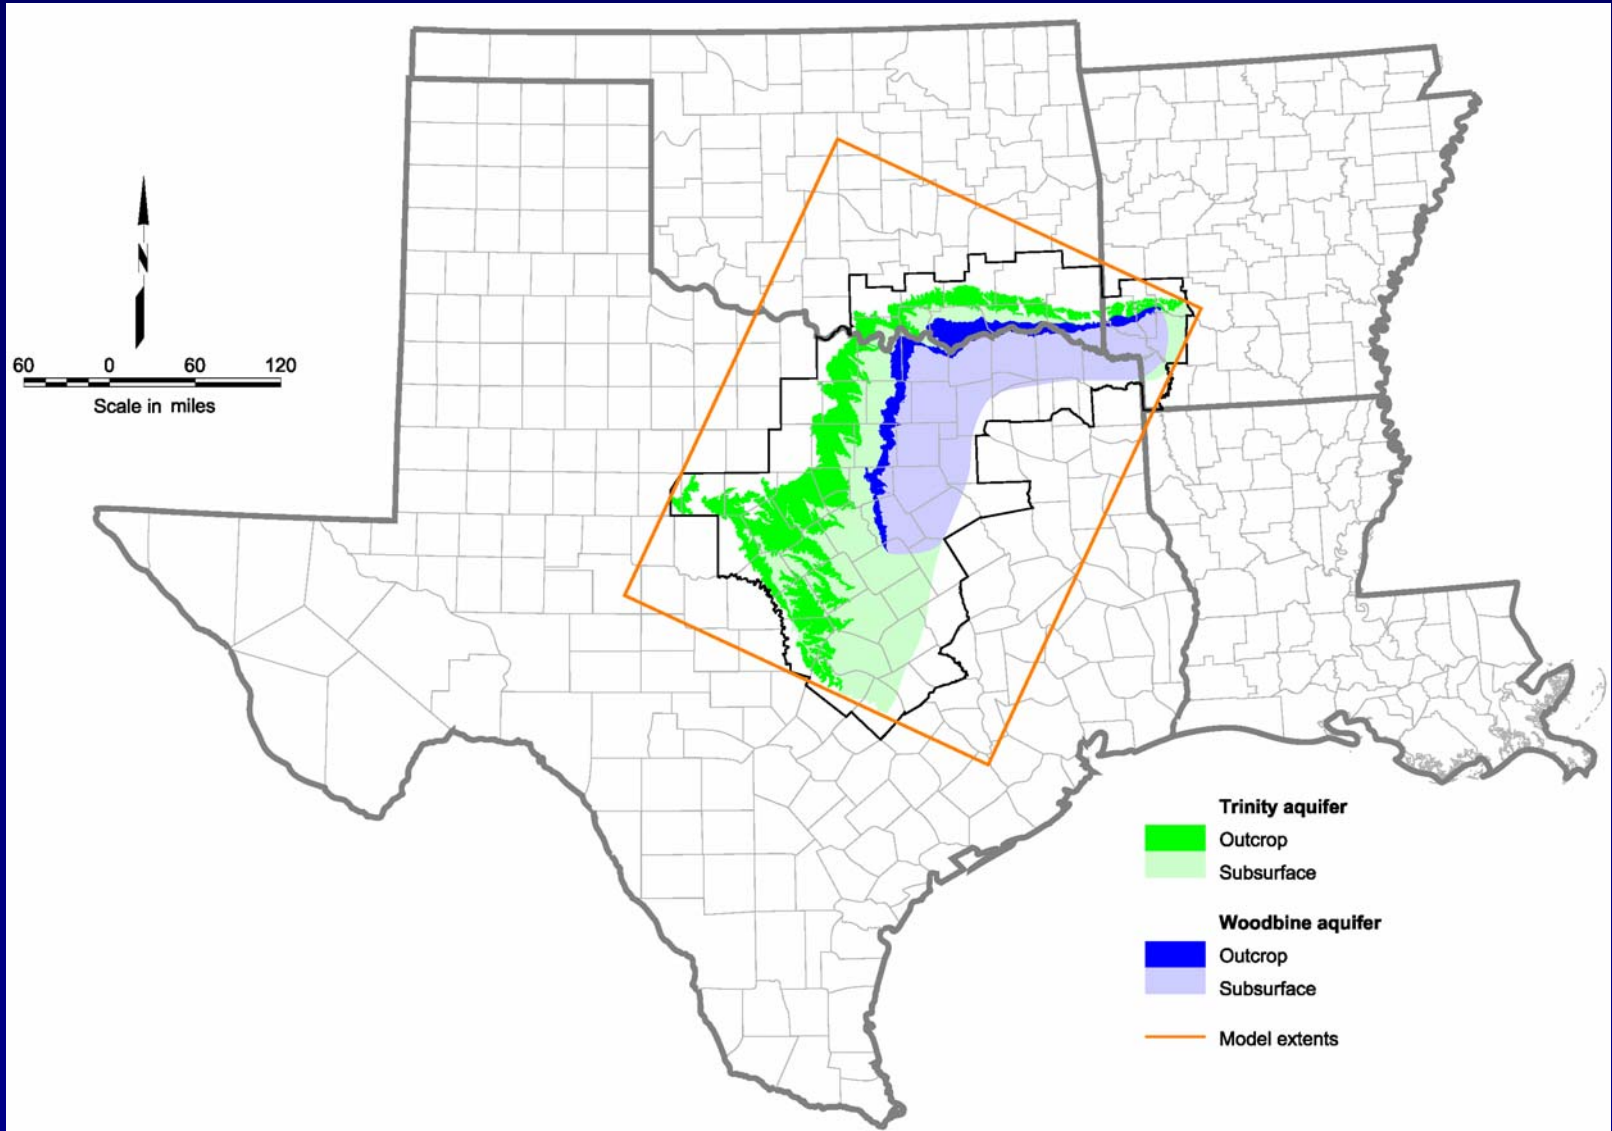 N
60 0 60 120
Scale in miles
Trinity aquifer
Outcrop
Subsurface
Woodbine aquifer
Outcrop
Subsurface
Model extents